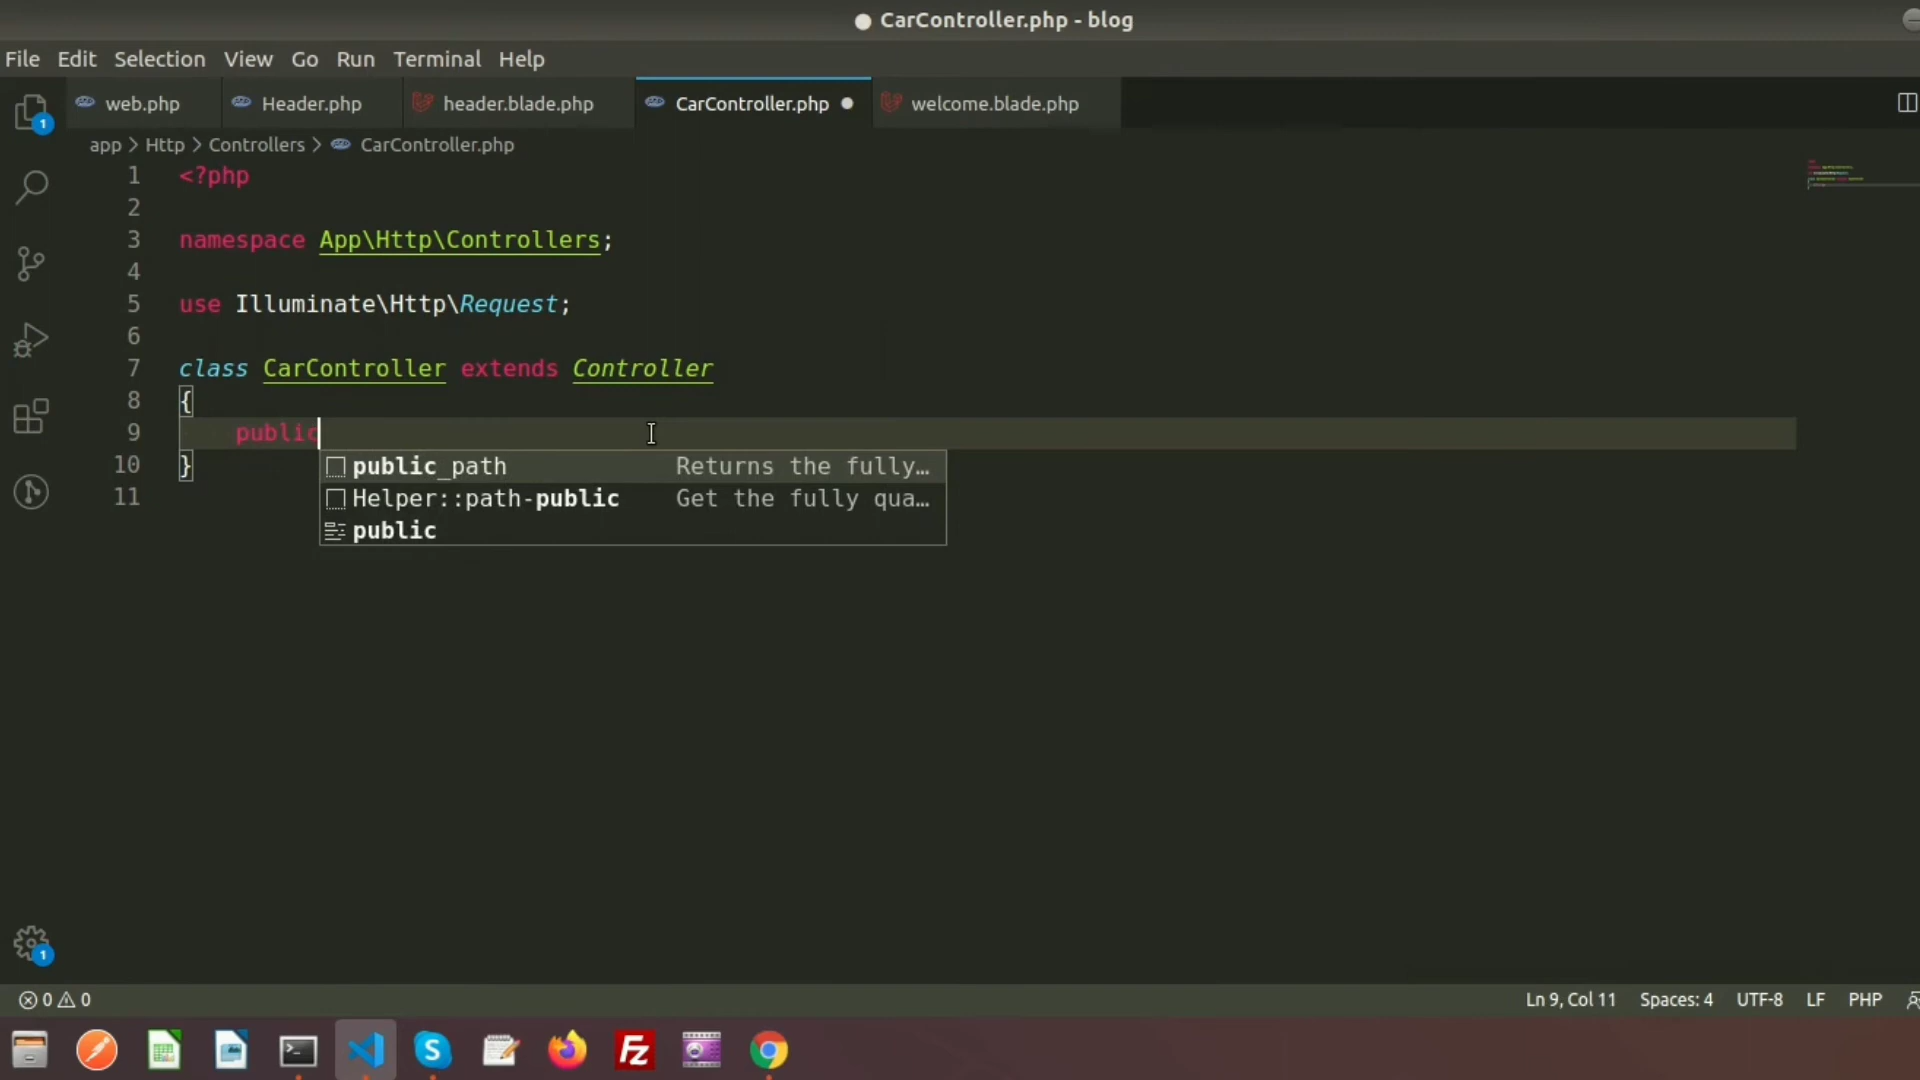 ● CarController.php - blog
File Edit Selection View Go Run Terminal Help
web.php Header.php header.blade.php CarController.php ● welcome.blade.php
1
app > Http > Controllers > CarController.php
1 <?php
2
3 namespace App\Http\Controllers;
4
5 use Illuminate\Http\Request;
6
7 class CarController extends Controller
8 {
9 public
10 }
11
public_path Returns the fully…
Helper::path-public Get the fully qua…
public
1
0 0
Ln 9, Col 11 Spaces: 4 UTF-8 LF PHP
S
Fz